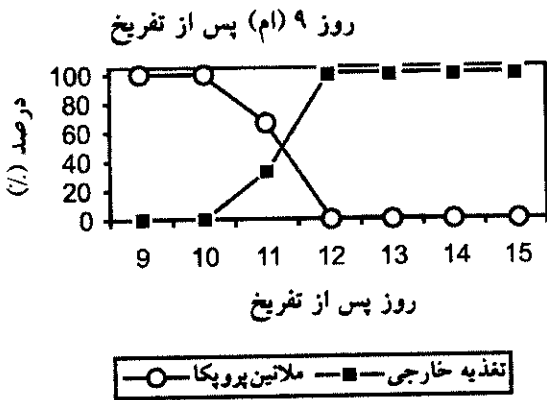 روز ۹ (ام) پس از تفریخ
درصد (٪)
100
80
60
40
20
0
9 10 11 12 13 14 15
روز پس از تفریخ
تغذیه خارجی ملانین پروپکا